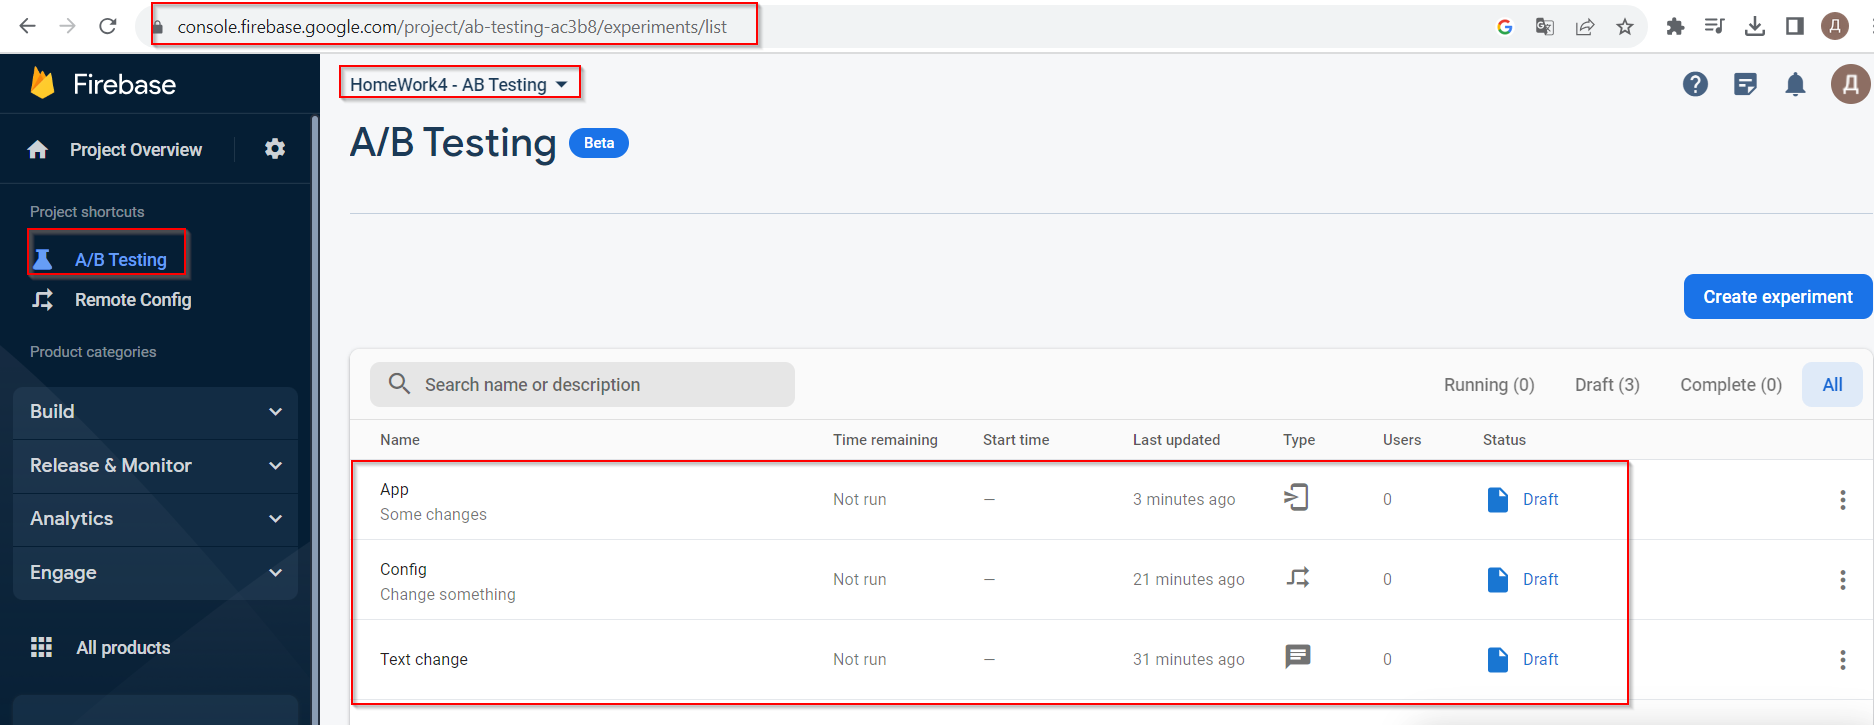 console.firebase.google.com/project/ab-testing-ac3b8/experiments/list
Д
Firebase
HomeWork4 - AB Testing
Д
A/B Testing Beta
Project Overview
Project shortcuts
A/B Testing
Remote Config
Product categories
Build
Release & Monitor
Analytics
Engage
All products
Create experiment
Search name or description
Running (0) Draft (3) Complete (0) All
Name Time remaining Start time Last updated Type Users Status
App
Some changes
Not run — 3 minutes ago 0 Draft
Config
Change something
Not run — 21 minutes ago 0 Draft
Text change Not run — 31 minutes ago 0 Draft